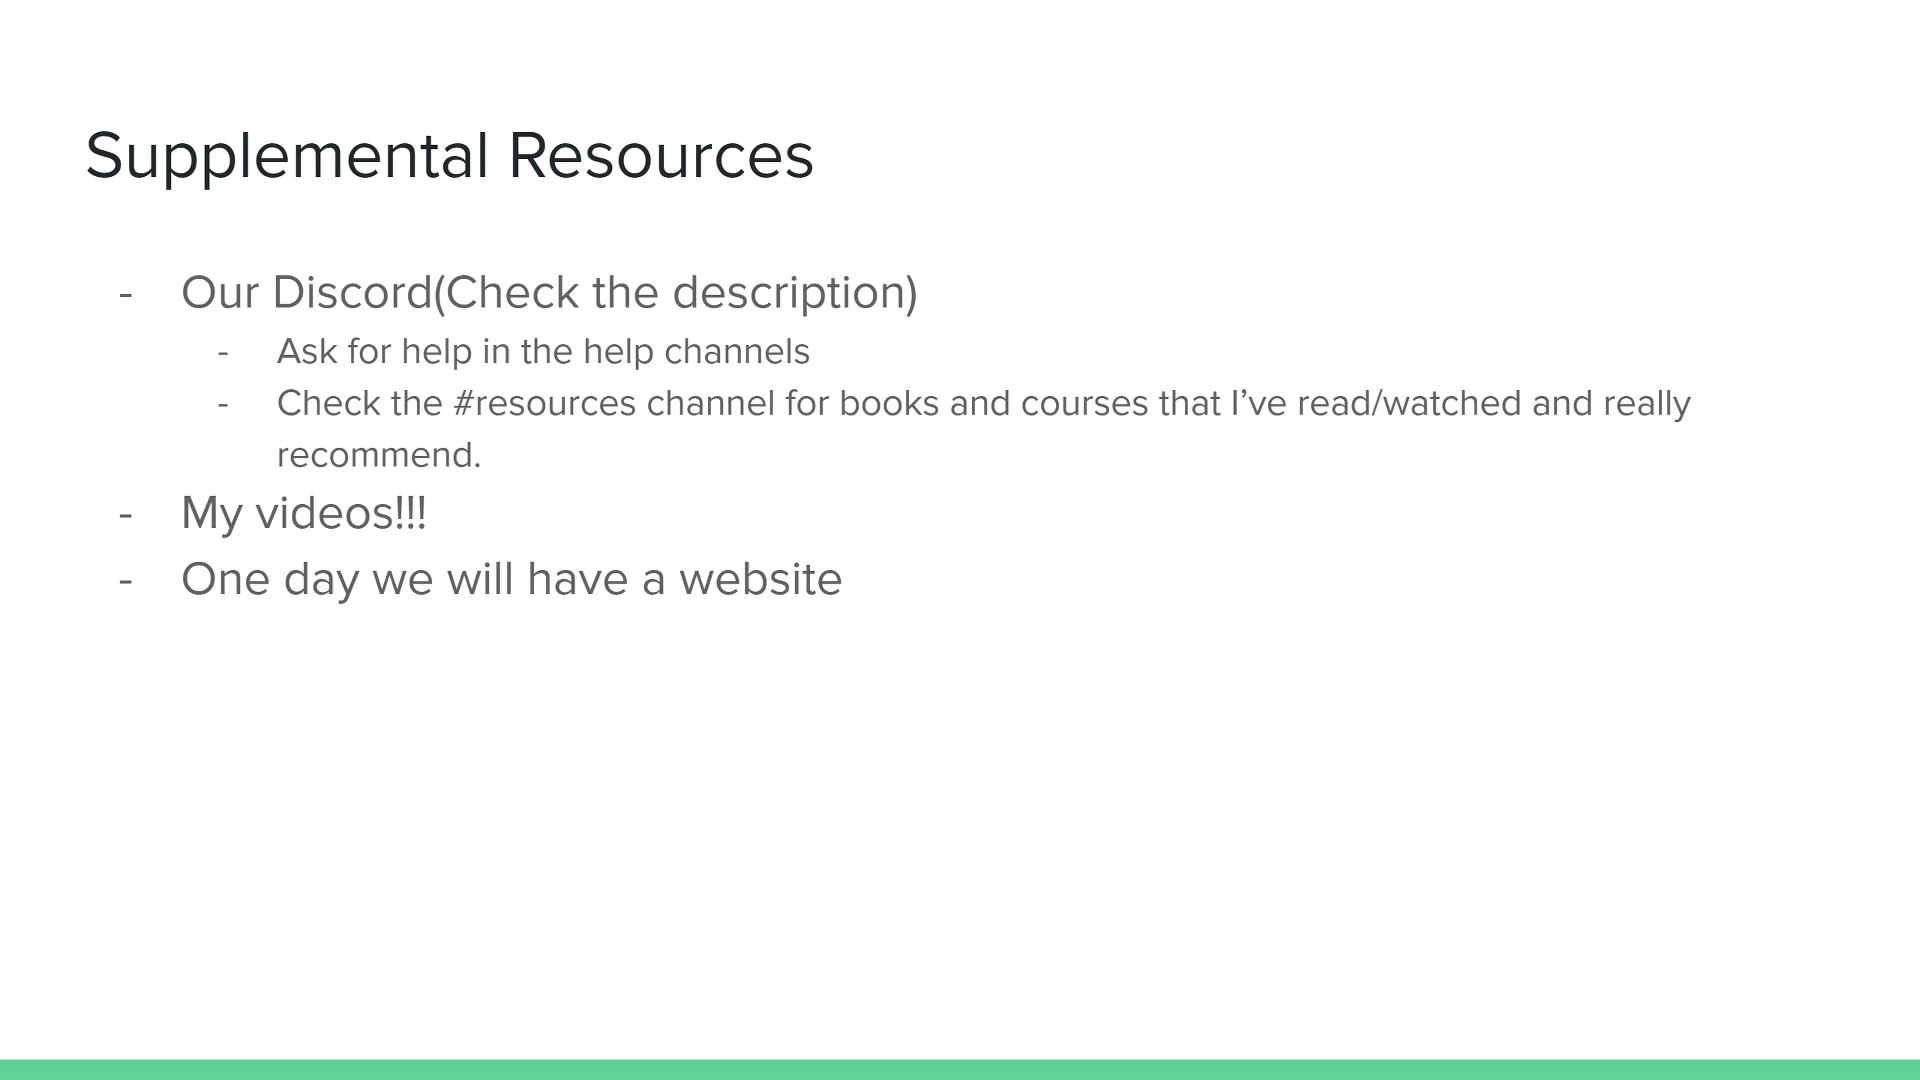 Supplemental Resources
- Our Discord(Check the description)
- Ask for help in the help channels
- Check the #resources channel for books and courses that I’ve read/watched and really
recommend.
- My videos!!!
- One day we will have a website